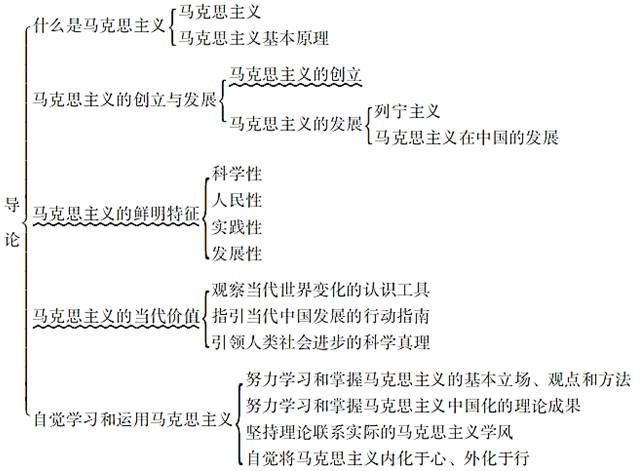 导论
什么是马克思主义
马克思主义
马克思主义基本原理
马克思主义的创立与发展
马克思主义的创立
马克思主义的发展
列宁主义
马克思主义在中国的发展
马克思主义的鲜明特征
科学性
人民性
实践性
发展性
马克思主义的当代价值
观察当代世界变化的认识工具
指引当代中国发展的行动指南
引领人类社会进步的科学真理
自觉学习和运用马克思主义
努力学习和掌握马克思主义的基本立场、观点和方法
努力学习和掌握马克思主义中国化的理论成果
坚持理论联系实际的马克思主义学风
自觉将马克思主义内化于心、外化于行